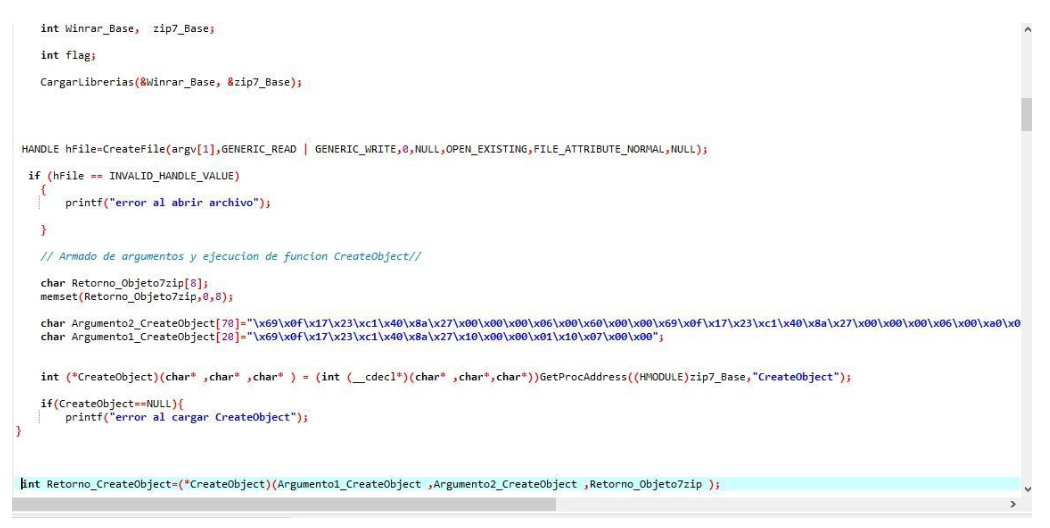 int Winrar_Base,  zip7_Base;
int flag;
CargarLibrerias(&Winrar_Base, &zip7_Base);
HANDLE hFile=CreateFile(argv[1],GENERIC_READ | GENERIC_WRITE,0,NULL,OPEN_EXISTING,FILE_ATTRIBUTE_NORMAL,NULL);
if (hFile == INVALID_HANDLE_VALUE)
{
printf("error al abrir archivo");
}
// Armado de argumentos y ejecucion de funcion CreateObject//
char Retorno_Objeto7zip[8];
memset(Retorno_Objeto7zip,0,8);
char Argumento2_CreateObject[70]="\x69\x0f\x17\x23\xc1\x40\x8a\x27\x00\x00\x00\x06\x00\x60\x00\x00\x69\x0f\x17\x23\xc1\x40\x8a\x27\x00\x00\x00\x06\x00\xa0\x0
char Argumento1_CreateObject[20]="\x69\x0f\x17\x23\xc1\x40\x8a\x27\x10\x00\x00\x01\x10\x07\x00\x00";
int (*CreateObject)(char* ,char* ,char* ) = (int (__cdecl*)(char* ,char*,char*))GetProcAddress((HMODULE)zip7_Base,"CreateObject");
if(CreateObject==NULL){
printf("error al cargar CreateObject");
}
int Retorno_CreateObject=(*CreateObject)(Argumento1_CreateObject ,Argumento2_CreateObject ,Retorno_Objeto7zip );